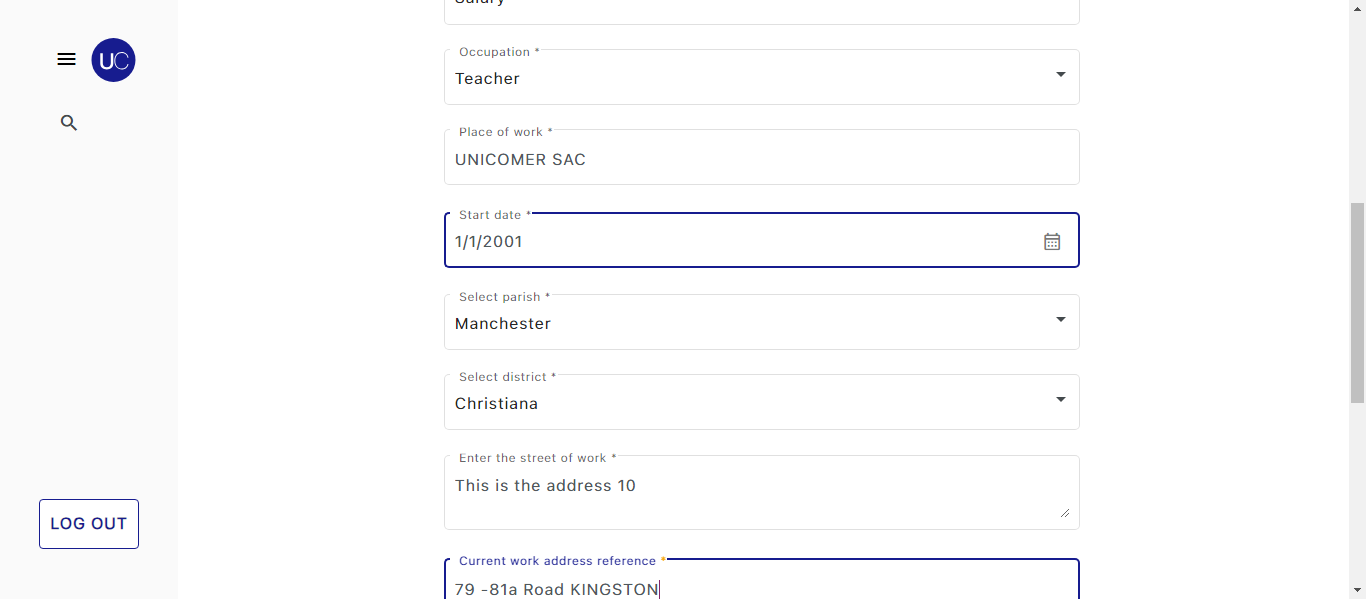 Salary
UC
Occupation *
Teacher
Place of work *
UNICOMER SAC
Start date *
1/1/2001
Select parish *
Manchester
Select district *
Christiana
Enter the street of work *
This is the address 10
LOG OUT
Current work address reference *
79 -81a Road KINGSTON